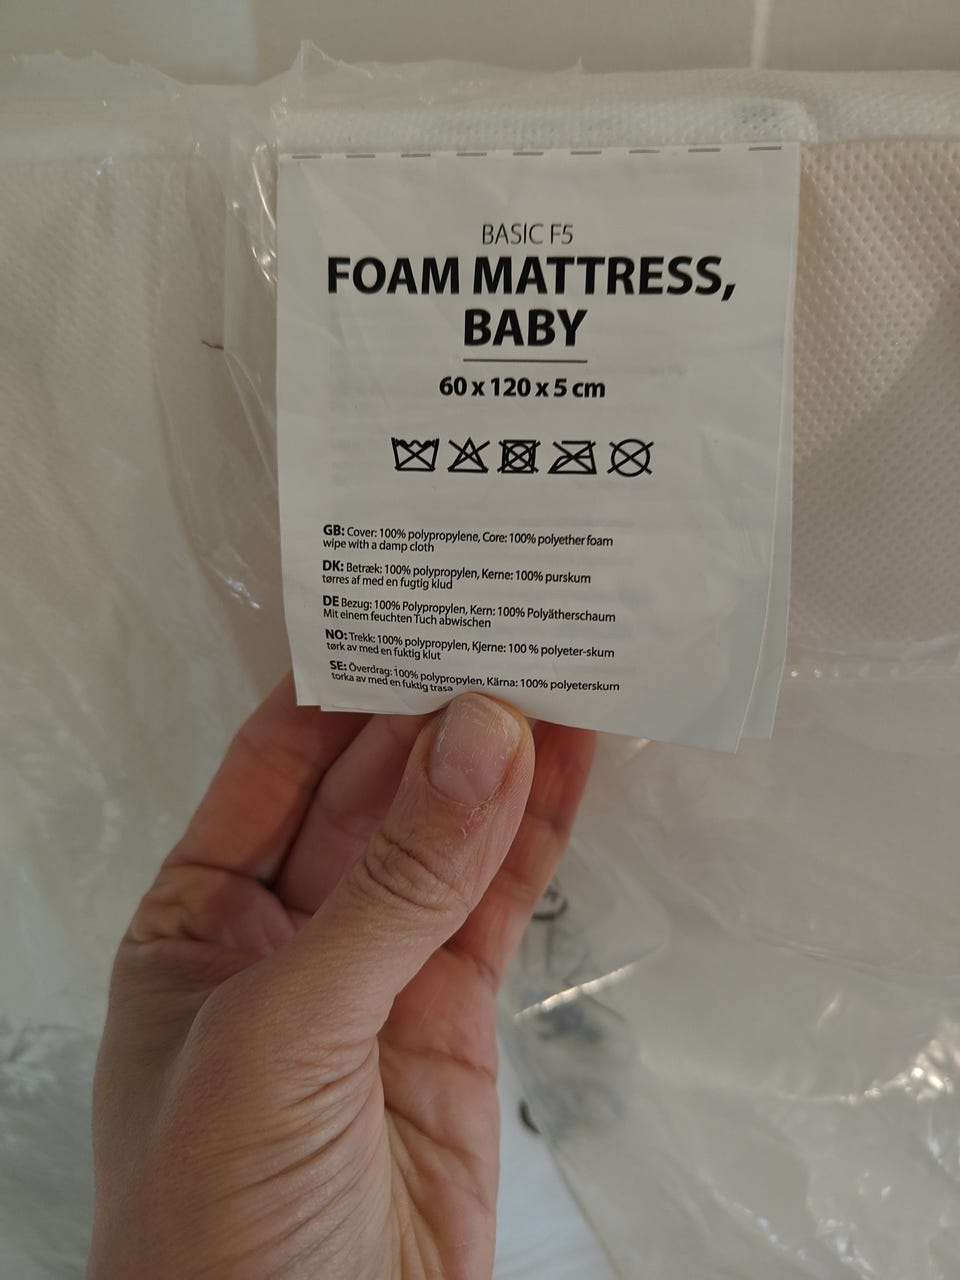 BASIC F5
FOAM MATTRESS,
BABY
60 x 120 x 5 cm
GB: Cover: 100% polypropylene, Core: 100% polyether foam
wipe with a damp cloth
DK: Betræk: 100% polypropylen, Kerne: 100% purskum
tørres af med en fugtig klud
DE Bezug: 100% Polypropylen, Kern: 100% Polyätherschaum
Mit einem feuchten Tuch abwischen
NO: Trekk: 100% polypropylen, Kjerne: 100 % polyeter-skum
tørk av med en fuktig klut
SE: Överdrag: 100% polypropylen, Kärna: 100% polyeterskum
torka av med en fuktig trasa